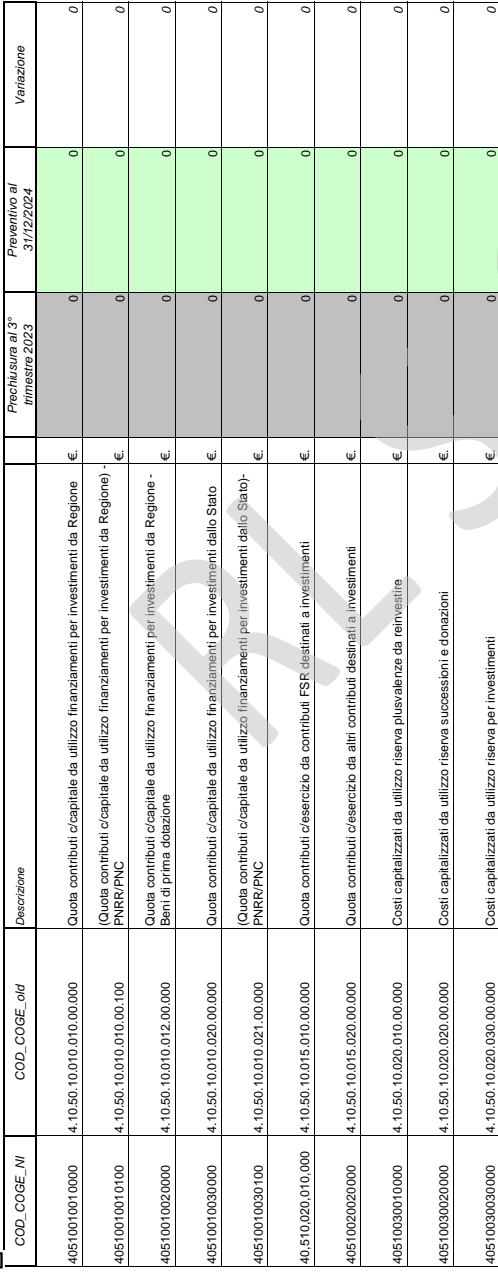 COD_COGE_NI COD_COGE_old Descrizione Prechiusura al 3° trimestre 2023 Preventivo al 31/12/2024 Variazione
40510010010000 4.10.50.10.010.010.00.000 Quota contributi c/capitale da utilizzo finanziamenti per investimenti da Regione €. 0 0 0
40510010010100 4.10.50.10.010.010.00.100 (Quota contributi c/capitale da utilizzo finanziamenti per investimenti da Regione) - PNRR/PNC €. 0 0 0
40510010020000 4.10.50.10.010.012.00.000 Quota contributi c/capitale da utilizzo finanziamenti per investimenti da Regione - Beni di prima dotazione €. 0 0 0
40510010030000 4.10.50.10.010.020.00.000 Quota contributi c/capitale da utilizzo finanziamenti per investimenti dallo Stato €. 0 0 0
40510010030100 4.10.50.10.010.021.00.000 (Quota contributi c/capitale da utilizzo finanziamenti per investimenti dallo Stato)- PNRR/PNC €. 0 0 0
40,510,020,010,000 4.10.50.10.015.010.00.000 Quota contributi c/esercizio da contributi FSR destinati a investimenti €. 0 0 0
40510020020000 4.10.50.10.015.020.00.000 Quota contributi c/esercizio da altri contributi destinati a investimenti €. 0 0 0
40510030010000 4.10.50.10.020.010.00.000 Costi capitalizzati da utilizzo riserva plusvalenze da reinvestire €. 0 0 0
40510030020000 4.10.50.10.020.020.00.000 Costi capitalizzati da utilizzo riserva successioni e donazioni €. 0 0 0
40510030030000 4.10.50.10.020.030.00.000 Costi capitalizzati da utilizzo riserva per investimenti €. 0 0 0
RL S